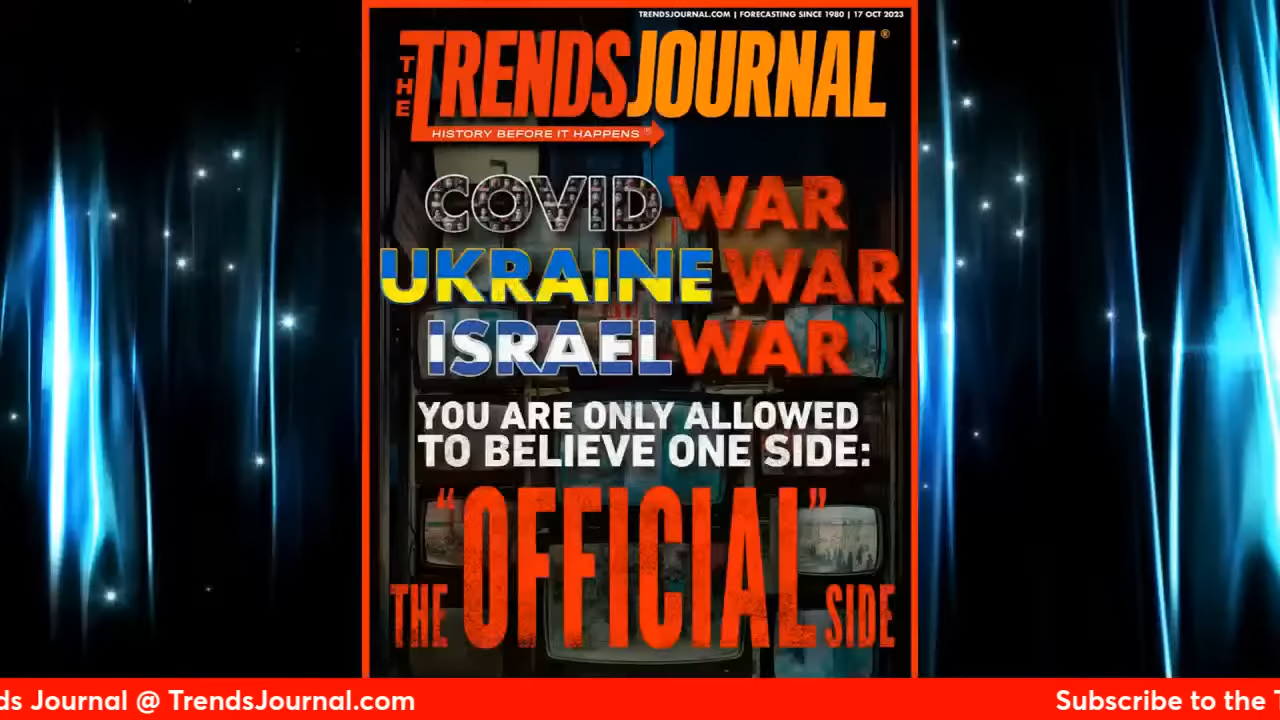 TRENDSJOURNAL.COM | FORECASTING SINCE 1980 | 17 OCT 2023
THE TRENDSJOURNAL®
HISTORY BEFORE IT HAPPENS®
COVID WAR
UKRAINE WAR
ISRAEL WAR
YOU ARE ONLY ALLOWED
TO BELIEVE ONE SIDE:
THE "OFFICIAL" SIDE
ds Journal @ TrendsJournal.com Subscribe to the T